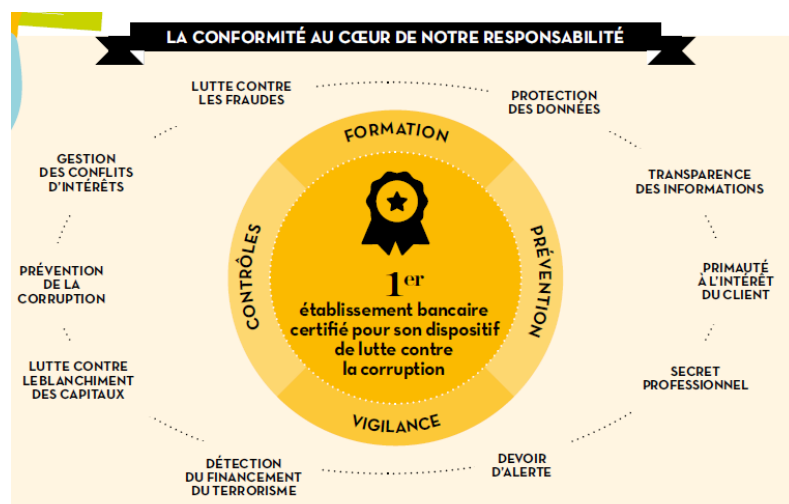 LA CONFORMITÉ AU CŒUR DE NOTRE RESPONSABILITÉ
LUTTE CONTRE
LES FRAUDES
PROTECTION
DES DONNÉES
GESTION
DES CONFLITS
D'INTÉRÊTS
TRANSPARENCE
DES INFORMATIONS
PRÉVENTION
DE LA
CORRUPTION
PRIMAUTÉ
À L'INTÉRÊT
DU CLIENT
LUTTE CONTRE
LE BLANCHIMENT
DES CAPITAUX
SECRET
PROFESSIONNEL
DÉTECTION
DU FINANCEMENT
DU TERRORISME
DEVOIR
D'ALERTE
FORMATION
CONTRÔLES
PRÉVENTION
VIGILANCE
1er
établissement bancaire
certifié pour son dispositif
de lutte contre
la corruption